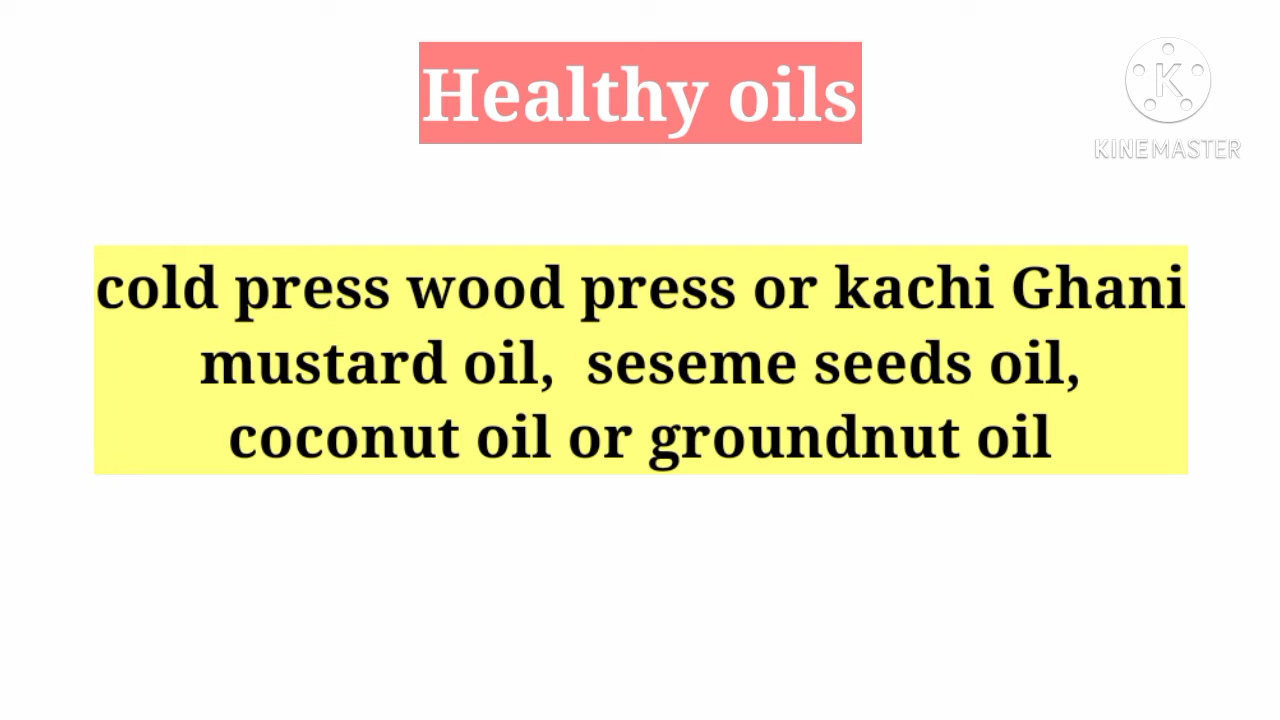 Healthy oils
K
KINEMASTER
cold press wood press or kachi Ghani
mustard oil,  seseme seeds oil,
coconut oil or groundnut oil